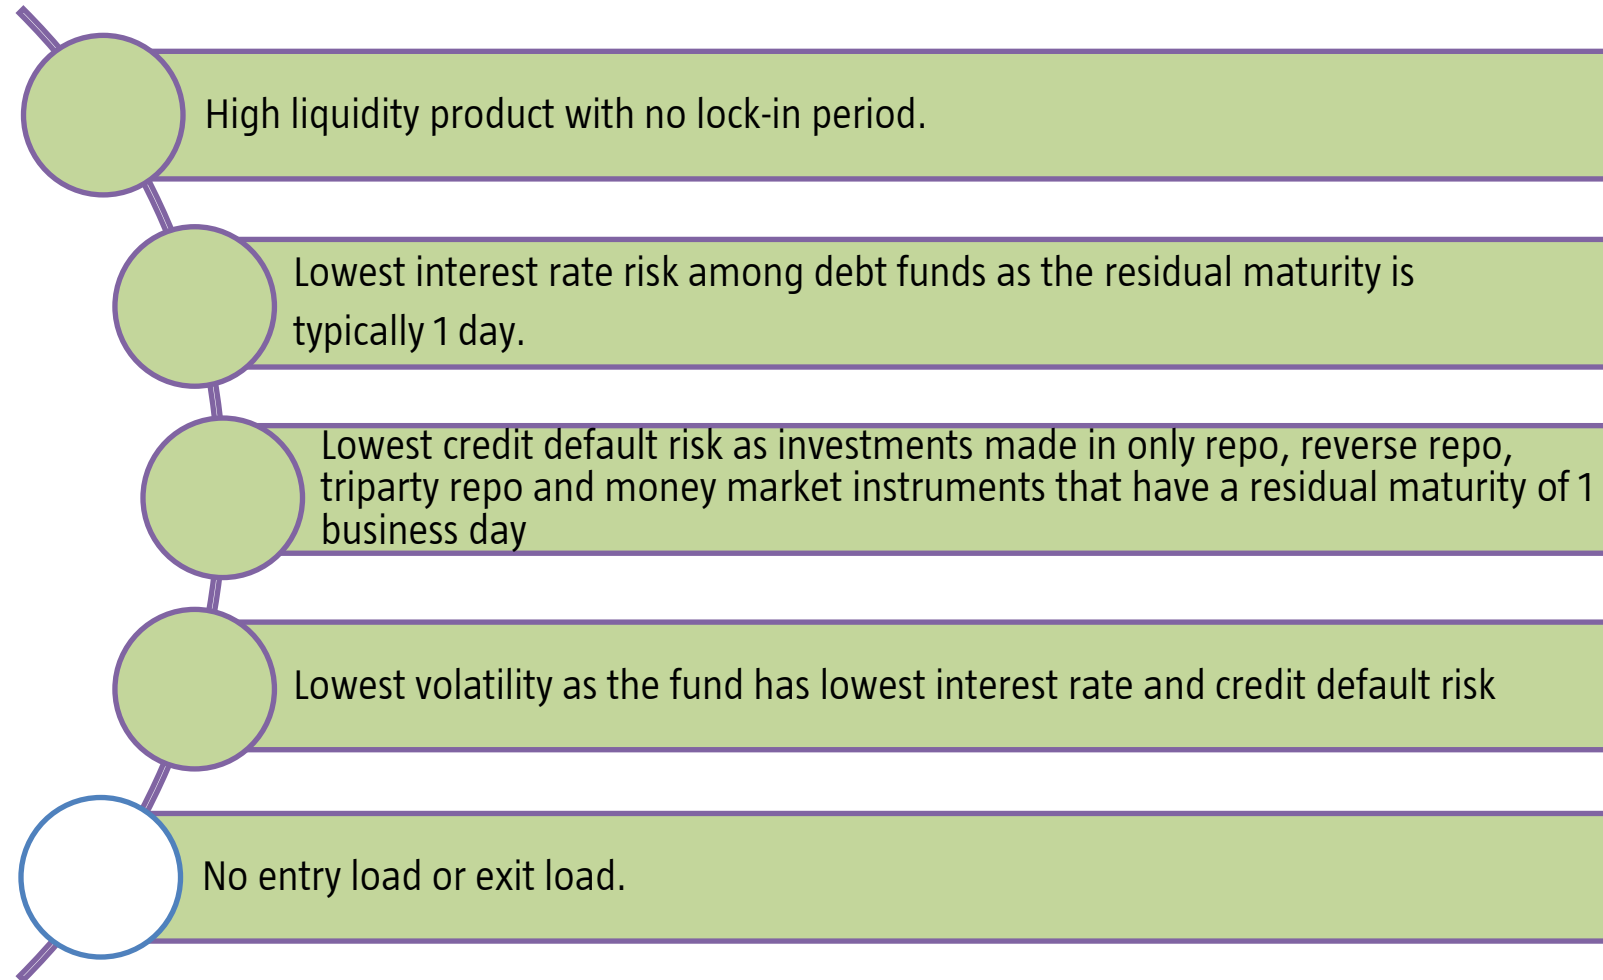 High liquidity product with no lock-in period.
Lowest interest rate risk among debt funds as the residual maturity is
typically 1 day.
Lowest credit default risk as investments made in only repo, reverse repo,
triparty repo and money market instruments that have a residual maturity of 1
business day
Lowest volatility as the fund has lowest interest rate and credit default risk
No entry load or exit load.